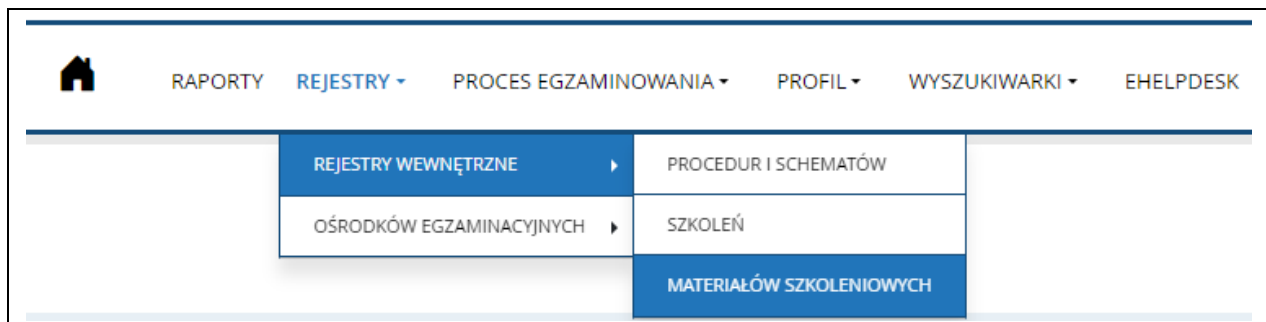 RAPORTY REJESTRY PROCES EGZAMINOWANIA PROFIL WYSZUKIWARKI EHELPDESK
REJESTRY WEWNĘTRZNE PROCEDUR I SCHEMATÓW
OŚRODKÓW EGZAMINACYJNYCH SZKOLEŃ
MATERIAŁÓW SZKOLENIOWYCH